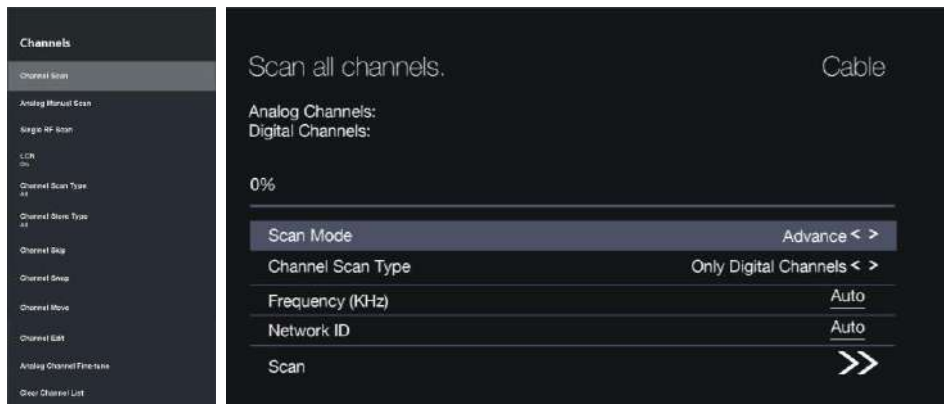 Channels
Channel Scan
Analog Manual Scan
Single RF Scan
LCN
On
Channel Scan Type
All
Channel Store Type
All
Channel Skip
Channel Swap
Channel Move
Channel Edit
Analog Channel Fine-tune
Clear Channel List
Scan all channels. Cable
Analog Channels:
Digital Channels:
0%
Scan Mode Advance < >
Channel Scan Type Only Digital Channels < >
Frequency (KHz) Auto
Network ID Auto
Scan >>